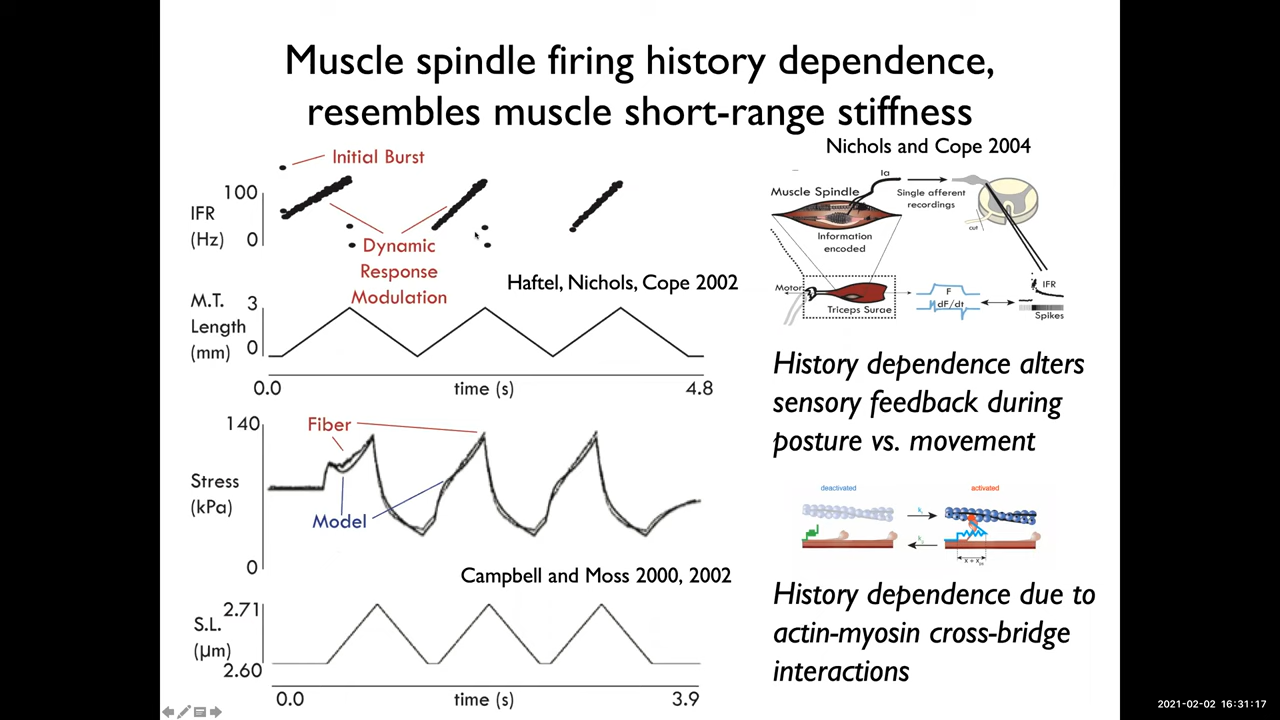 Muscle spindle firing history dependence,
resembles muscle short-range stiffness
Nichols and Cope 2004
Initial Burst
100
IFR
(Hz)
0
Dynamic
Response
Modulation
Haftel, Nichols, Cope 2002
M.T.
Length
(mm)
3
0
0.0
time (s)
4.8
140
Fiber
Stress
(kPa)
Model
0
Campbell and Moss 2000, 2002
2.71
S.L.
(µm)
2.60
0.0
time (s)
3.9
Ia
Muscle Spindle
Single afferent
recordings
cut
Information
encoded
Motor
Triceps Surae
F
dF/dt
IFR
Spikes
History dependence alters
sensory feedback during
posture vs. movement
deactivated
activated
History dependence due to
actin-myosin cross-bridge
interactions
2021-02-02 16:31:17